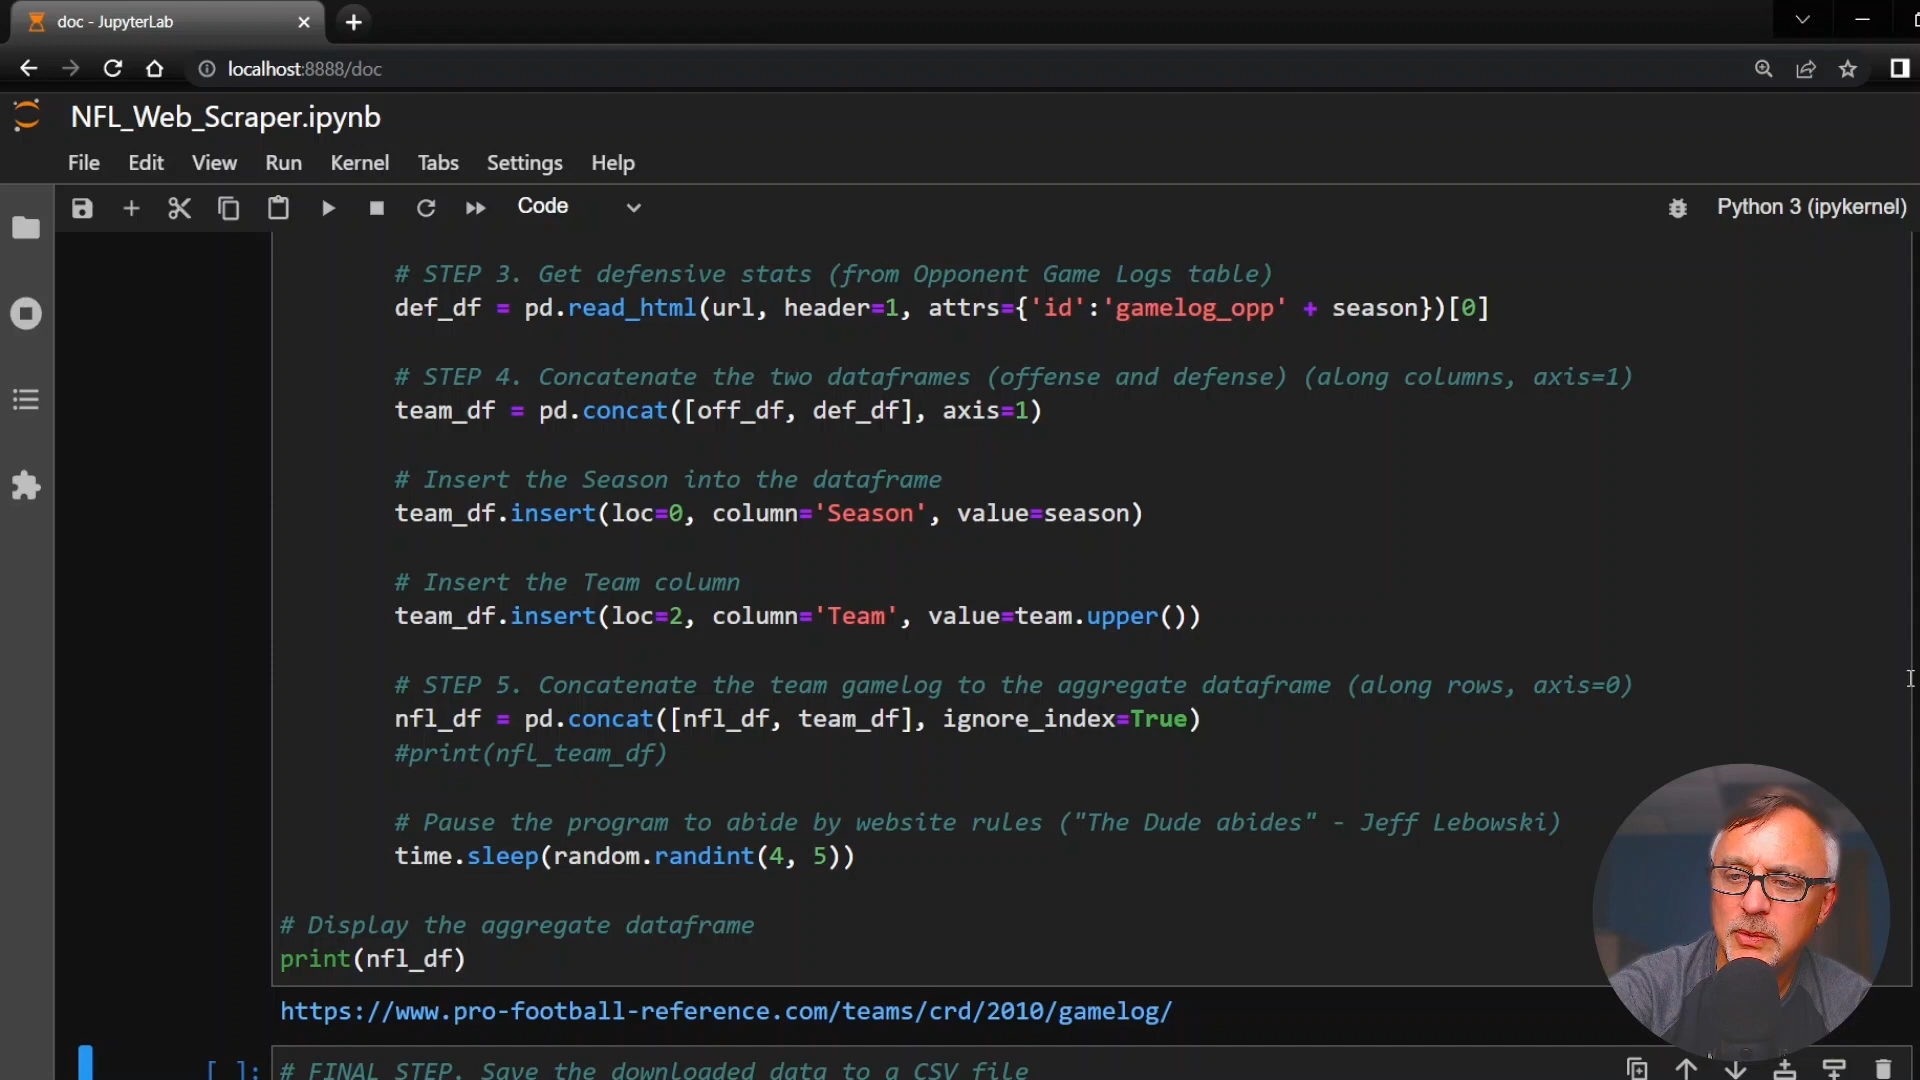 doc - JupyterLab
localhost:8888/doc
NFL_Web_Scraper.ipynb
File Edit View Run Kernel Tabs Settings Help
Code
Python 3 (ipykernel)
# STEP 3. Get defensive stats (from Opponent Game Logs table)
def_df = pd.read_html(url, header=1, attrs={'id':'gamelog_opp' + season})[0]
# STEP 4. Concatenate the two dataframes (offense and defense) (along columns, axis=1)
team_df = pd.concat([off_df, def_df], axis=1)
# Insert the Season into the dataframe
team_df.insert(loc=0, column='Season', value=season)
# Insert the Team column
team_df.insert(loc=2, column='Team', value=team.upper())
# STEP 5. Concatenate the team gamelog to the aggregate dataframe (along rows, axis=0)
nfl_df = pd.concat([nfl_df, team_df], ignore_index=True)
#print(nfl_team_df)
# Pause the program to abide by website rules ("The Dude abides" - Jeff Lebowski)
time.sleep(random.randint(4, 5))
# Display the aggregate dataframe
print(nfl_df)
https://www.pro-football-reference.com/teams/crd/2010/gamelog/
[ ]: # FINAL STEP. Save the downloaded data to a CSV file